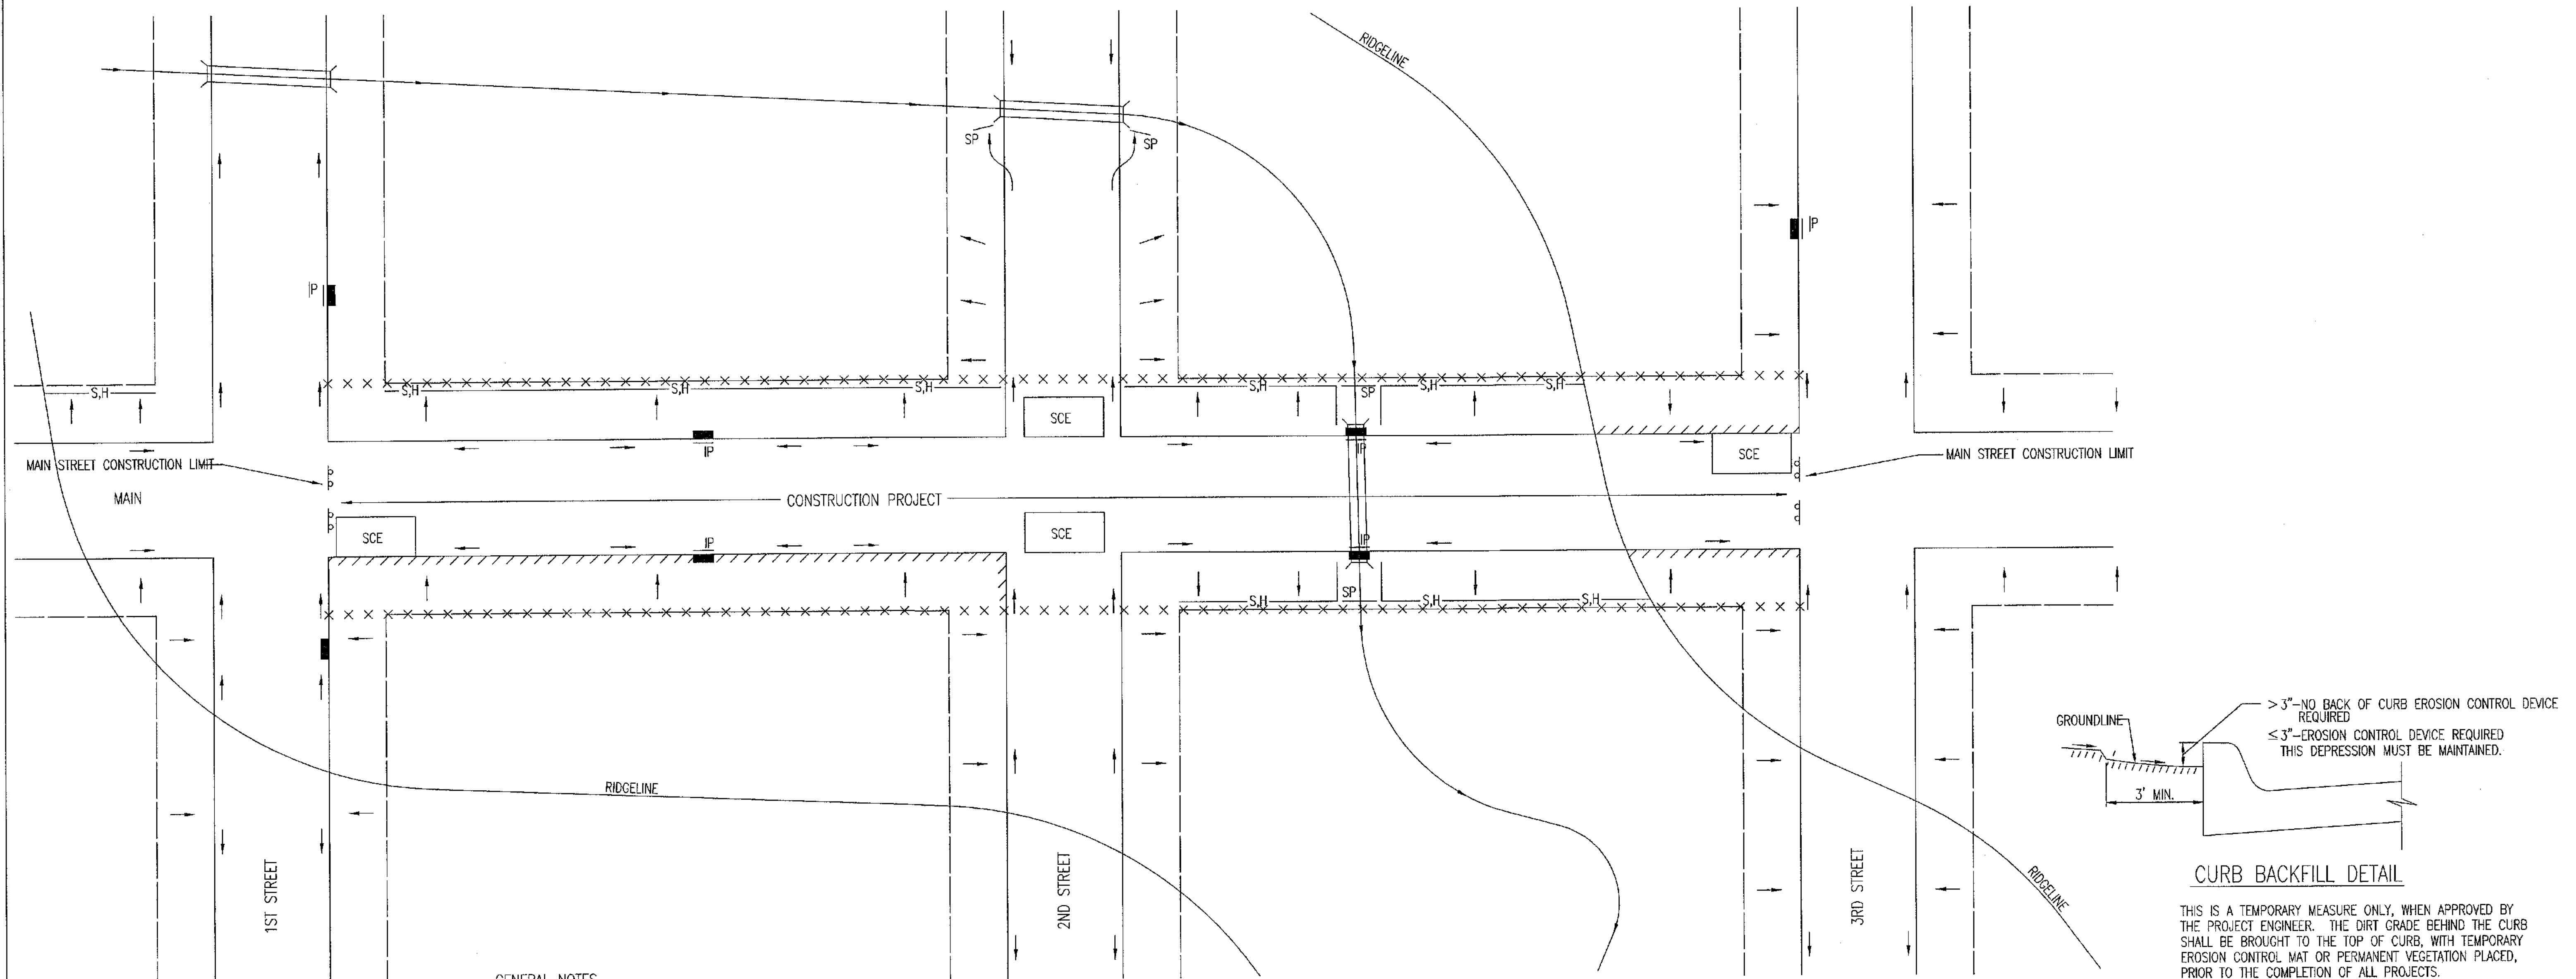 RIDGELINE
SP
SP
IP
IP
S,H
S,H
S,H
S,H
S,H
SP
S,H
S,H
SCE
IP
IP
SCE
MAIN STREET CONSTRUCTION LIMIT
MAIN STREET CONSTRUCTION LIMIT
MAIN
CONSTRUCTION PROJECT
SCE
SCE
IP
IP
S,H
SP
S,H
S,H
RIDGELINE
1ST STREET
2ND STREET
3RD STREET
RIDGELINE
GROUNDLINE
> 3"-NO BACK OF CURB EROSION CONTROL DEVICE
REQUIRED
≤ 3"-EROSION CONTROL DEVICE REQUIRED
THIS DEPRESSION MUST BE MAINTAINED.
3' MIN.
CURB BACKFILL DETAIL
THIS IS A TEMPORARY MEASURE ONLY, WHEN APPROVED BY
THE PROJECT ENGINEER. THE DIRT GRADE BEHIND THE CURB
SHALL BE BROUGHT TO THE TOP OF CURB, WITH TEMPORARY
EROSION CONTROL MAT OR PERMANENT VEGETATION PLACED,
PRIOR TO THE COMPLETION OF ALL PROJECTS.
GENERAL NOTES